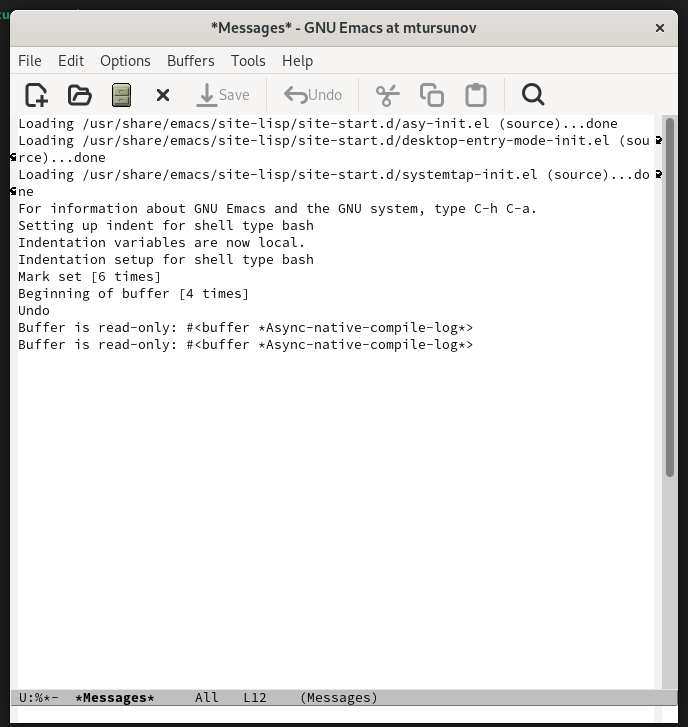 *Messages* - GNU Emacs at mtursunov
File Edit Options Buffers Tools Help
Save Undo
Loading /usr/share/emacs/site-lisp/site-start.d/asy-init.el (source)...done
Loading /usr/share/emacs/site-lisp/site-start.d/desktop-entry-mode-init.el (sou
rce)...done
Loading /usr/share/emacs/site-lisp/site-start.d/systemtap-init.el (source)...do
ne
For information about GNU Emacs and the GNU system, type C-h C-a.
Setting up indent for shell type bash
Indentation variables are now local.
Indentation setup for shell type bash
Mark set [6 times]
Beginning of buffer [4 times]
Undo
Buffer is read-only: #<buffer *Async-native-compile-log*>
Buffer is read-only: #<buffer *Async-native-compile-log*>
U:%*- *Messages* All L12 (Messages)